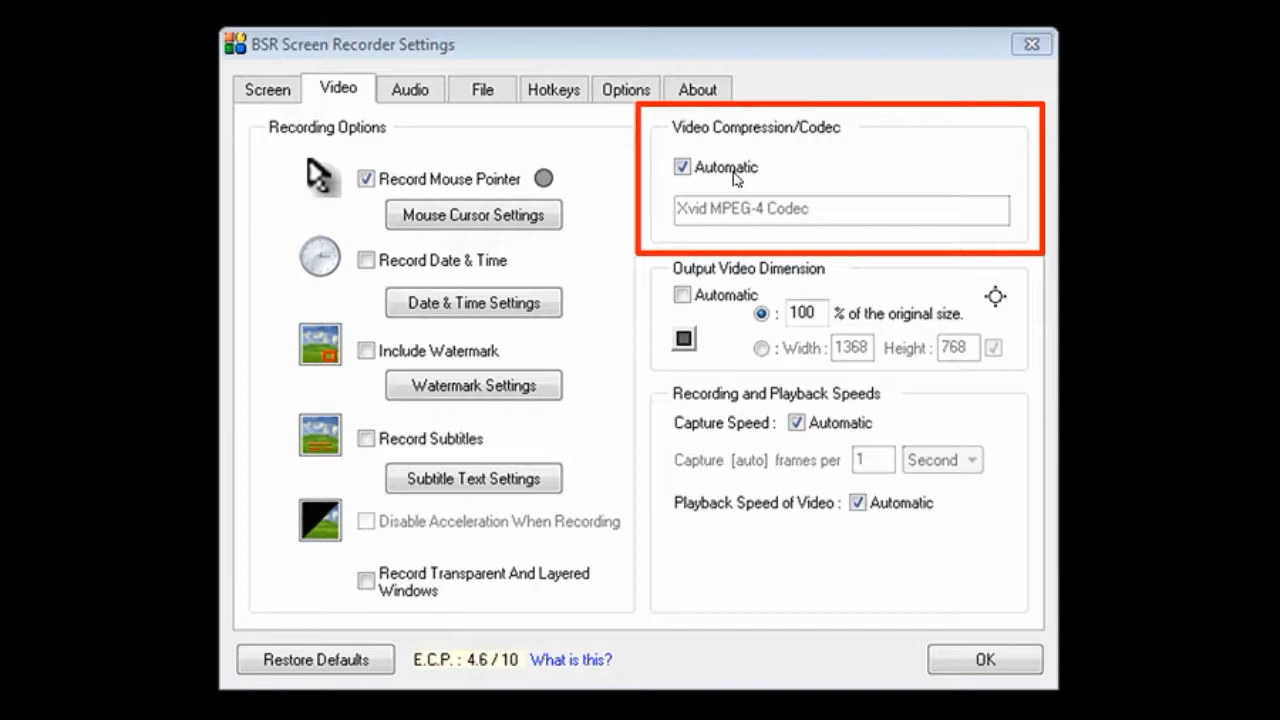 BSR Screen Recorder Settings
Screen Video Audio File Hotkeys Options About
Recording Options
Record Mouse Pointer
Mouse Cursor Settings
Record Date & Time
Date & Time Settings
Include Watermark
Watermark Settings
Record Subtitles
Subtitle Text Settings
Disable Acceleration When Recording
Record Transparent And Layered
Windows
Video Compression/Codec
Automatic
Xvid MPEG-4 Codec
Output Video Dimension
Automatic
: 100 % of the original size.
: Width : 1368 Height : 768
Recording and Playback Speeds
Capture Speed : Automatic
Capture [auto] frames per 1 Second
Playback Speed of Video : Automatic
Restore Defaults E.C.P. : 4.6 / 10 What is this? OK